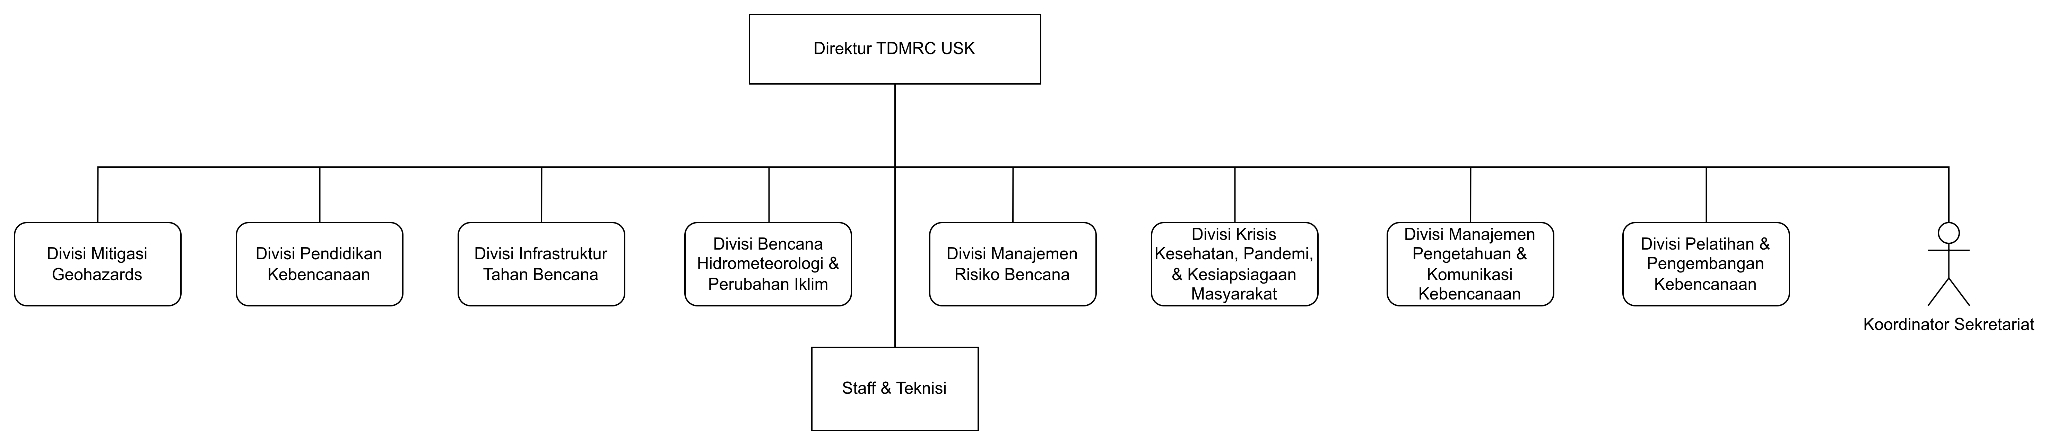 Direktur TDMRC USK
Divisi Mitigasi
Geohazards
Divisi Pendidikan
Kebencanaan
Divisi Infrastruktur
Tahan Bencana
Divisi Bencana
Hidrometeorologi &
Perubahan Iklim
Divisi Manajemen
Risiko Bencana
Divisi Krisis
Kesehatan, Pandemi,
& Kesiapsiagaan
Masyarakat
Divisi Manajemen
Pengetahuan &
Komunikasi
Kebencanaan
Divisi Pelatihan &
Pengembangan
Kebencanaan
Koordinator Sekretariat
Staff & Teknisi